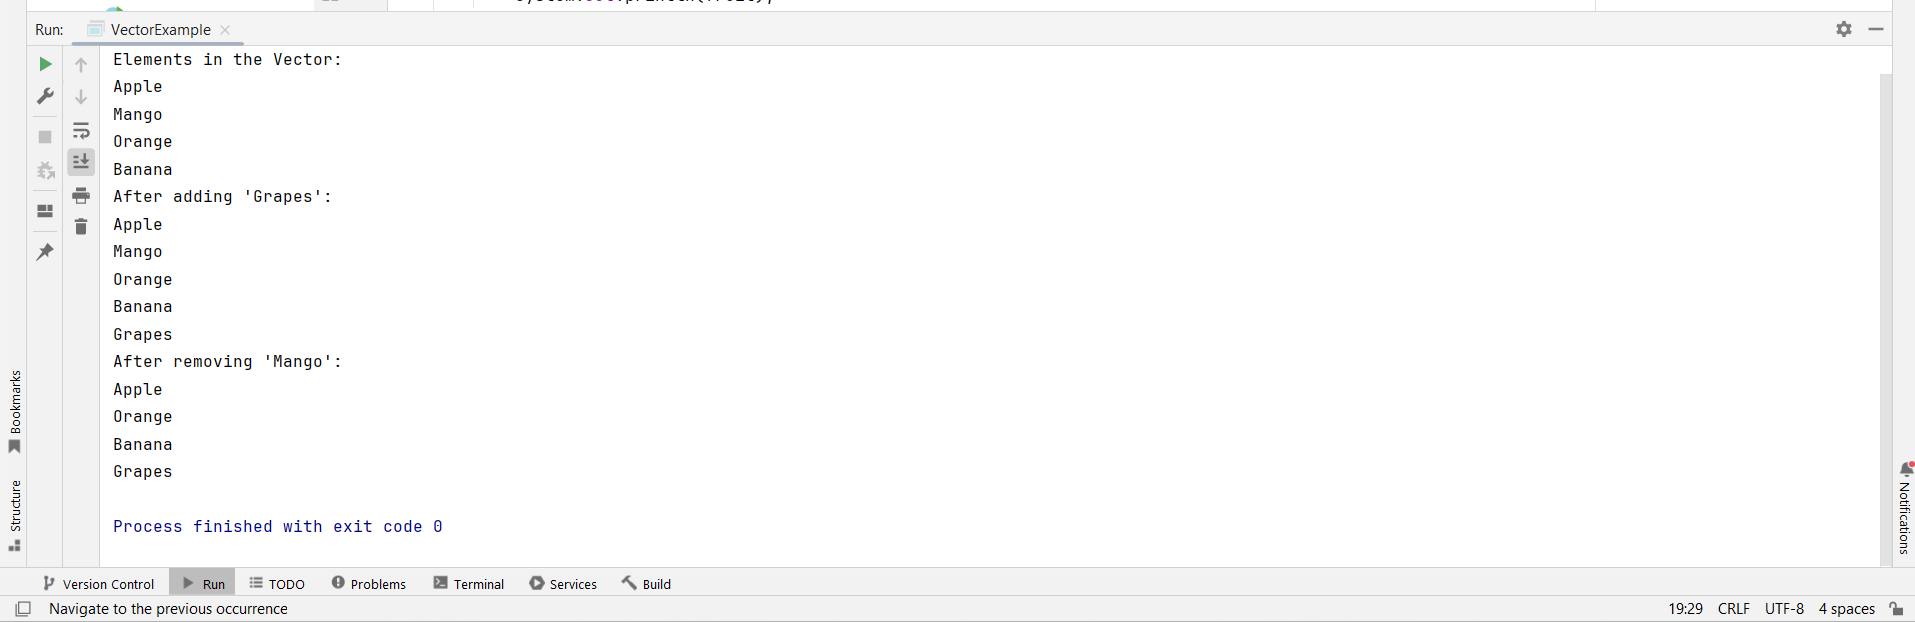 Run:
VectorExample
Elements in the Vector:
Apple
Mango
Orange
Banana
After adding 'Grapes':
Apple
Mango
Orange
Banana
Grapes
After removing 'Mango':
Apple
Orange
Banana
Grapes
Process finished with exit code 0
Bookmarks
Structure
Notifications
Version Control
Run
TODO
Problems
Terminal
Services
Build
Navigate to the previous occurrence
19:29 CRLF UTF-8 4 spaces